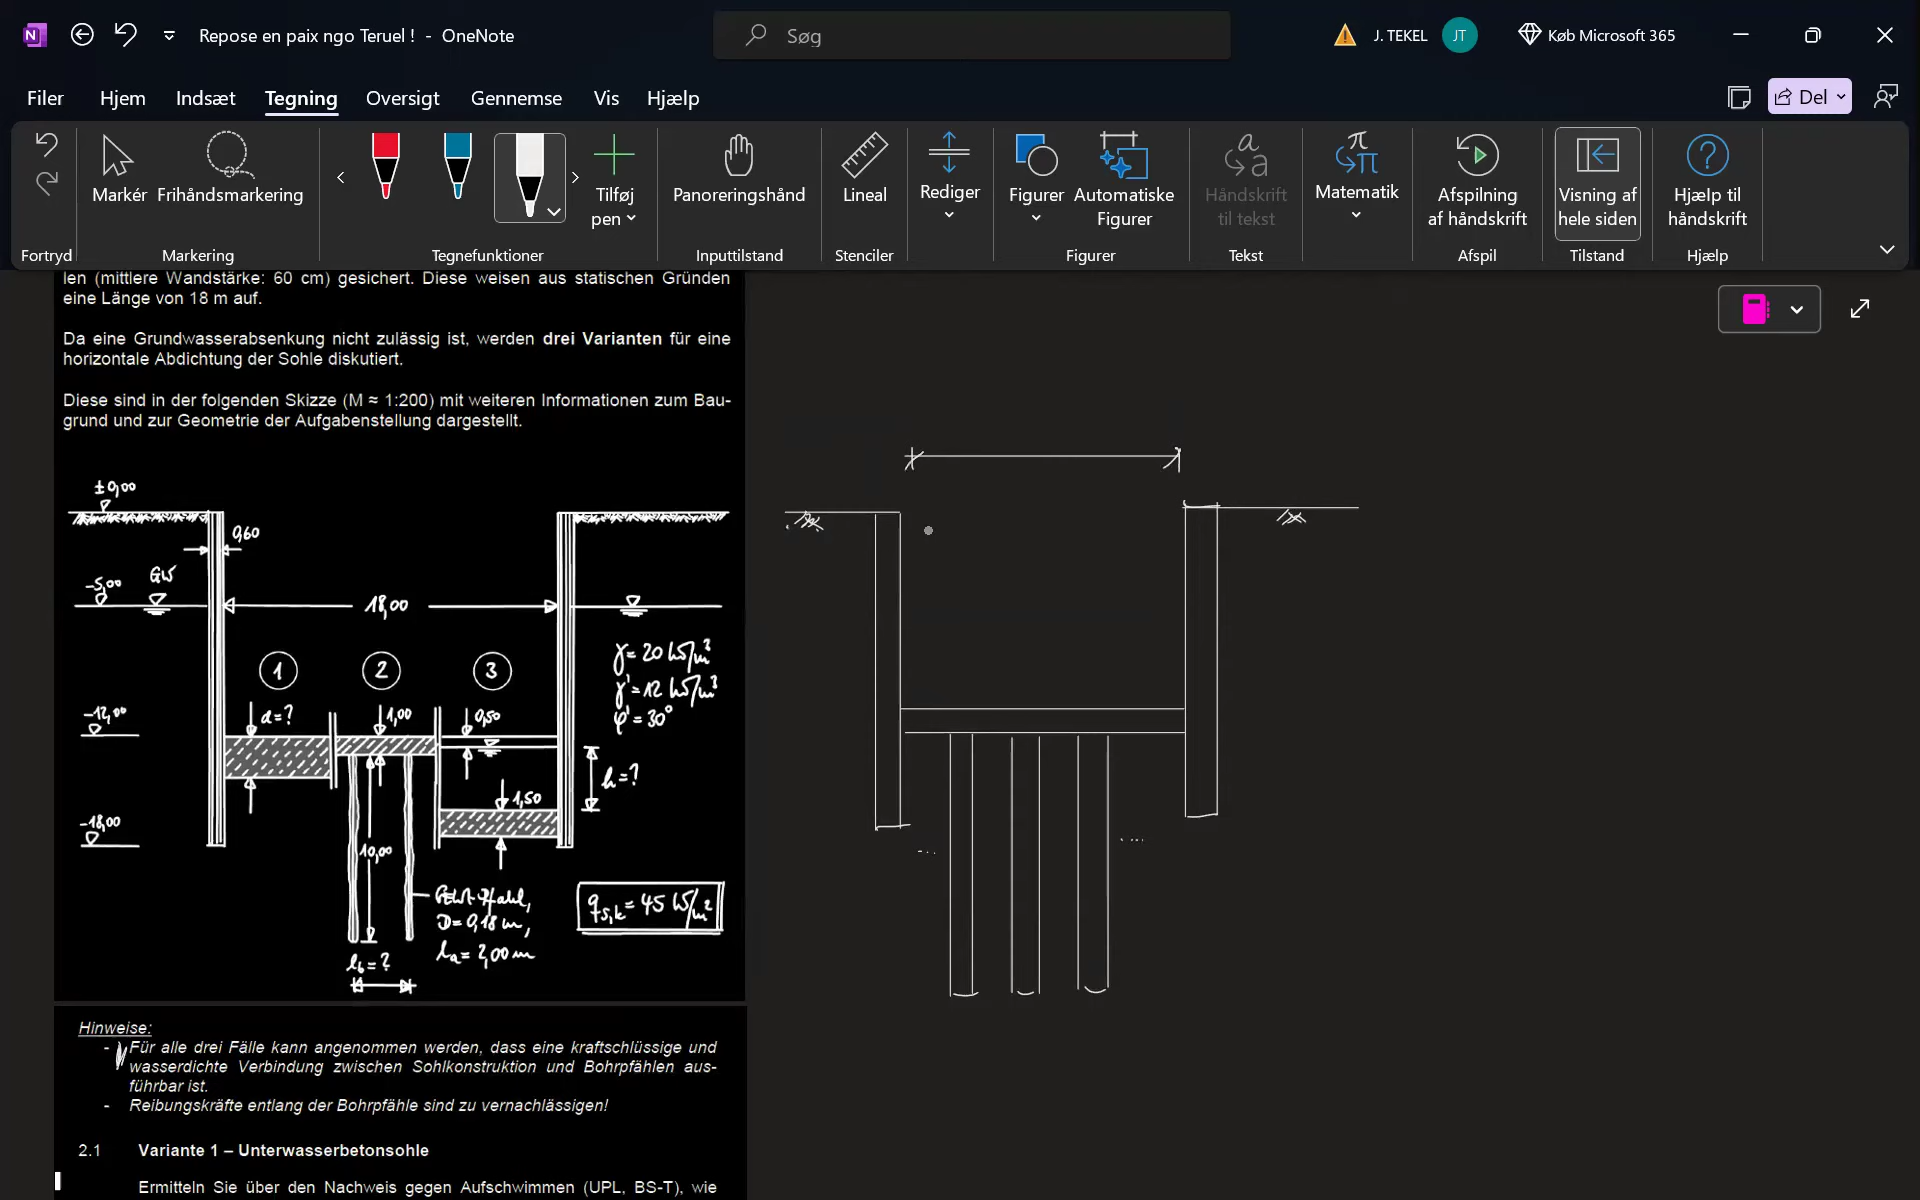 Repose en paix ngo Teruel ! - OneNote
Søg
J. TEKEL
JT
Køb Microsoft 365
Filer
Hjem
Indsæt
Tegning
Oversigt
Gennemse
Vis
Hjælp
Del
Markér
Frihåndsmarkering
Tilføj
pen
Panoreringshånd
Lineal
Rediger
Figurer
Automatiske
Figurer
Håndskrift
til tekst
Matematik
Afspilning
af håndskrift
Visning af
hele siden
Hjælp til
håndskrift
Fortryd
Markering
Tegnefunktioner
Inputtilstand
Stenciler
Figurer
Tekst
Afspil
Tilstand
Hjælp
len (mittlere Wandstärke: 60 cm) gesichert. Diese weisen aus statischen Gründen
eine Länge von 18 m auf.
Da eine Grundwasserabsenkung nicht zulässig ist, werden drei Varianten für eine
horizontale Abdichtung der Sohle diskutiert.
Diese sind in der folgenden Skizze (M ≈ 1:200) mit weiteren Informationen zum Bau-
grund und zur Geometrie der Aufgabenstellung dargestellt.
±0,00
0,60
-5,00
GW
18,00
γ = 20 kN/m³
γ' = 12 kN/m³
φ' = 30°
1
2
3
-12,00
a = ?
1,00
0,50
h = ?
1,50
-18,00
10,00
GEWI-Pfahl,
D = 0,18 m,
la = 2,00 m
qs,k = 45 kN/m²
lb = ?
Hinweise:
- Für alle drei Fälle kann angenommen werden, dass eine kraftschlüssige und
wasserdichte Verbindung zwischen Sohlkonstruktion und Bohrpfählen aus-
führbar ist.
- Reibungskräfte entlang der Bohrpfähle sind zu vernachlässigen!
2.1 Variante 1 – Unterwasserbetonsohle
Ermitteln Sie über den Nachweis gegen Aufschwimmen (UPL, BS-T), wie